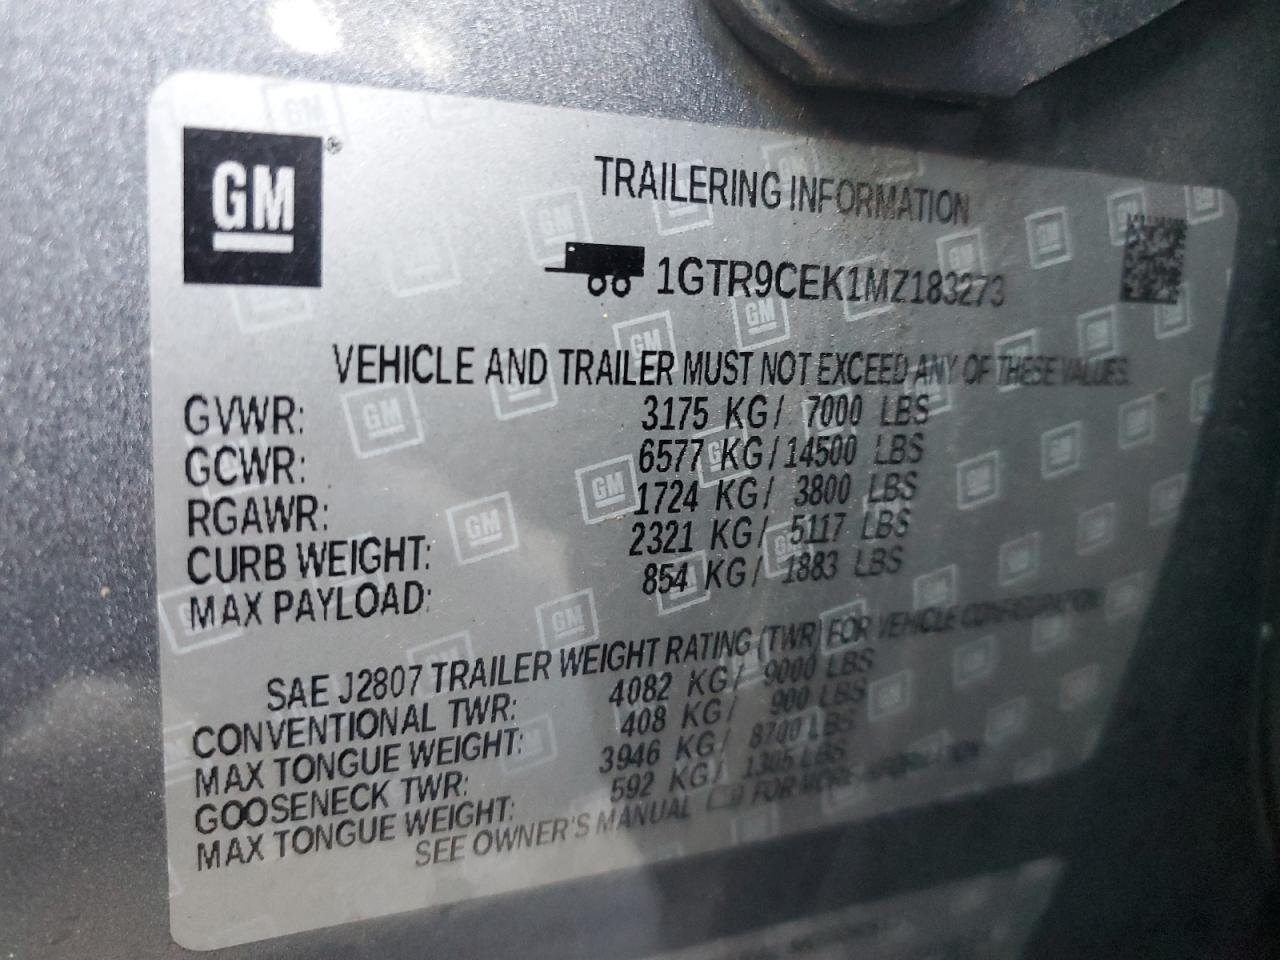 GM®
TRAILERING INFORMATION
1GTR9CEK1MZ183273
VEHICLE AND TRAILER MUST NOT EXCEED ANY OF THESE VALUES.
GVWR: 3175 KG/ 7000 LBS
GCWR: 6577 KG/14500 LBS
RGAWR: 1724 KG/ 3800 LBS
CURB WEIGHT: 2321 KG/ 5117 LBS
MAX PAYLOAD: 854 KG/ 1883 LBS
SAE J2807 TRAILER WEIGHT RATING (TWR) FOR VEHICLE CONFIGURATION
CONVENTIONAL TWR: 4082 KG/ 9000 LBS
MAX TONGUE WEIGHT: 408 KG/ 900 LBS
GOOSENECK TWR: 3946 KG/ 8700 LBS
MAX TONGUE WEIGHT: 592 KG/ 1305 LBS
SEE OWNER'S MANUAL FOR MORE INFORMATION